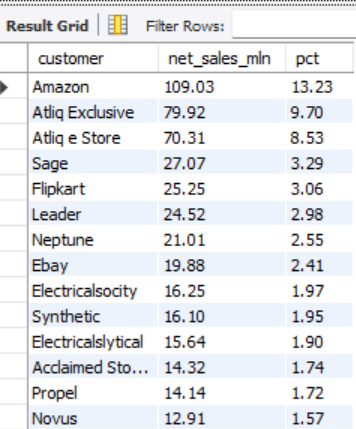 Result Grid Filter Rows:
customer net_sales_mln pct
Amazon 109.03 13.23
Atliq Exclusive 79.92 9.70
Atliq e Store 70.31 8.53
Sage 27.07 3.29
Flipkart 25.25 3.06
Leader 24.52 2.98
Neptune 21.01 2.55
Ebay 19.88 2.41
Electricalsocity 16.25 1.97
Synthetic 16.10 1.95
Electricalslytical 15.64 1.90
Acclaimed Sto... 14.32 1.74
Propel 14.14 1.72
Novus 12.91 1.57